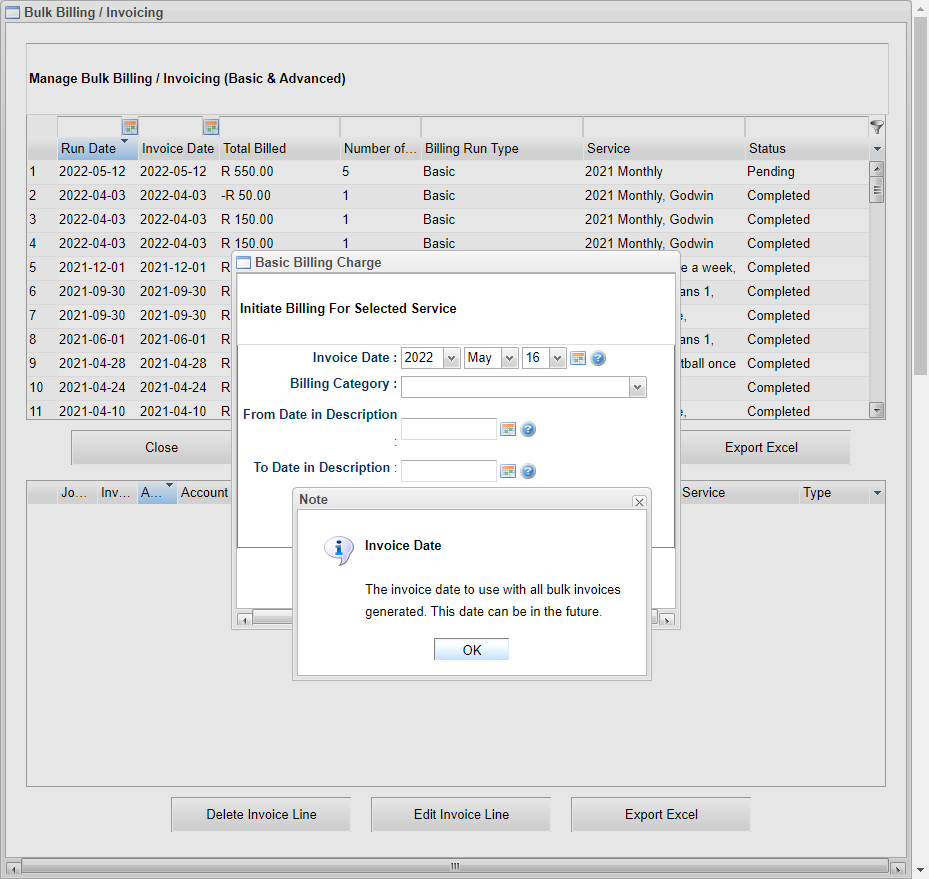 Bulk Billing / Invoicing
Manage Bulk Billing / Invoicing (Basic & Advanced)
Run Date Invoice Date Total Billed Number of... Billing Run Type Service Status
1 2022-05-12 2022-05-12 R 550.00 5 Basic 2021 Monthly Pending
2 2022-04-03 2022-04-03 -R 50.00 1 Basic 2021 Monthly, Godwin Completed
3 2022-04-03 2022-04-03 R 150.00 1 Basic 2021 Monthly, Godwin Completed
4 2022-04-03 2022-04-03 R 150.00 1 Basic 2021 Monthly, Godwin Completed
5 2021-12-01 2021-12-01 R e a week, Completed
6 2021-09-30 2021-09-30 R ans 1, Completed
7 2021-09-30 2021-09-30 R e, Completed
8 2021-06-01 2021-06-01 R ans 1, Completed
9 2021-04-28 2021-04-28 R tball once Completed
10 2021-04-24 2021-04-24 R Completed
11 2021-04-10 2021-04-10 R e, Completed
Basic Billing Charge
Initiate Billing For Selected Service
Invoice Date : 2022 May 16
Billing Category :
From Date in Description
:
To Date in Description :
Close Export Excel
Jo... Inv... A... Account Service Type
Note
Invoice Date
The invoice date to use with all bulk invoices
generated. This date can be in the future.
OK
Delete Invoice Line Edit Invoice Line Export Excel